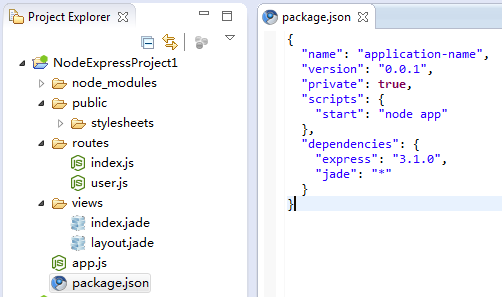 Project Explorer
NodeExpressProject1
node_modules
public
stylesheets
routes
index.js
user.js
views
index.jade
layout.jade
app.js
package.json
package.json
{
"name": "application-name",
"version": "0.0.1",
"private": true,
"scripts": {
"start": "node app"
},
"dependencies": {
"express": "3.1.0",
"jade": "*"
}
}